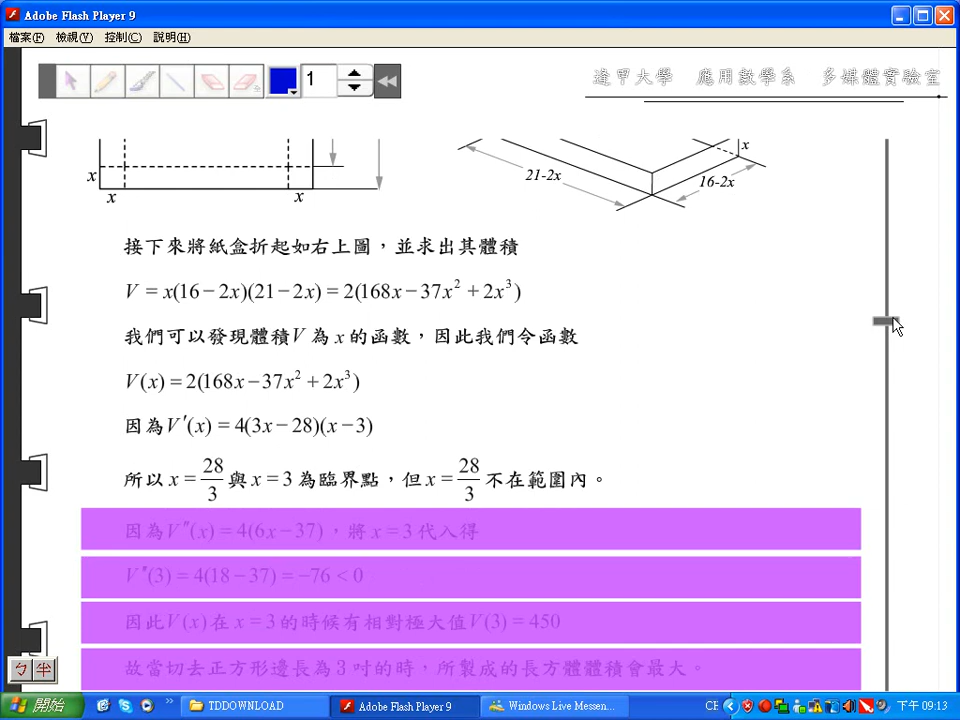 Adobe Flash Player 9
檔案(F) 檢視(V) 控制(C) 說明(H)
1
逢甲大學 應用數學系 多媒體實驗室
x
x
x
21-2x
x
16-2x
接下來將紙盒折起如右上圖，並求出其體積
V = x(16 − 2x)(21 − 2x) = 2(168x − 37x² + 2x³)
我們可以發現體積V 為 x 的函數，因此我們令函數
V(x) = 2(168x − 37x² + 2x³)
因為V′(x) = 4(3x − 28)(x − 3)
所以 x = 28/3 與 x = 3 為臨界點，但 x = 28/3 不在範圍內。
因為V″(x) = 4(6x − 37)，將 x = 3 代入得
V″(3) = 4(18 − 37) = −76 < 0
因此V(x)在 x = 3 的時候有相對極大值V(3) = 450
故當切去正方形邊長為 3 吋的時，所製成的長方體體積會最大。
ㄅ 半
開始
TDDOWNLOAD
Adobe Flash Player 9
Windows Live Messen...
CE
下午 09:13